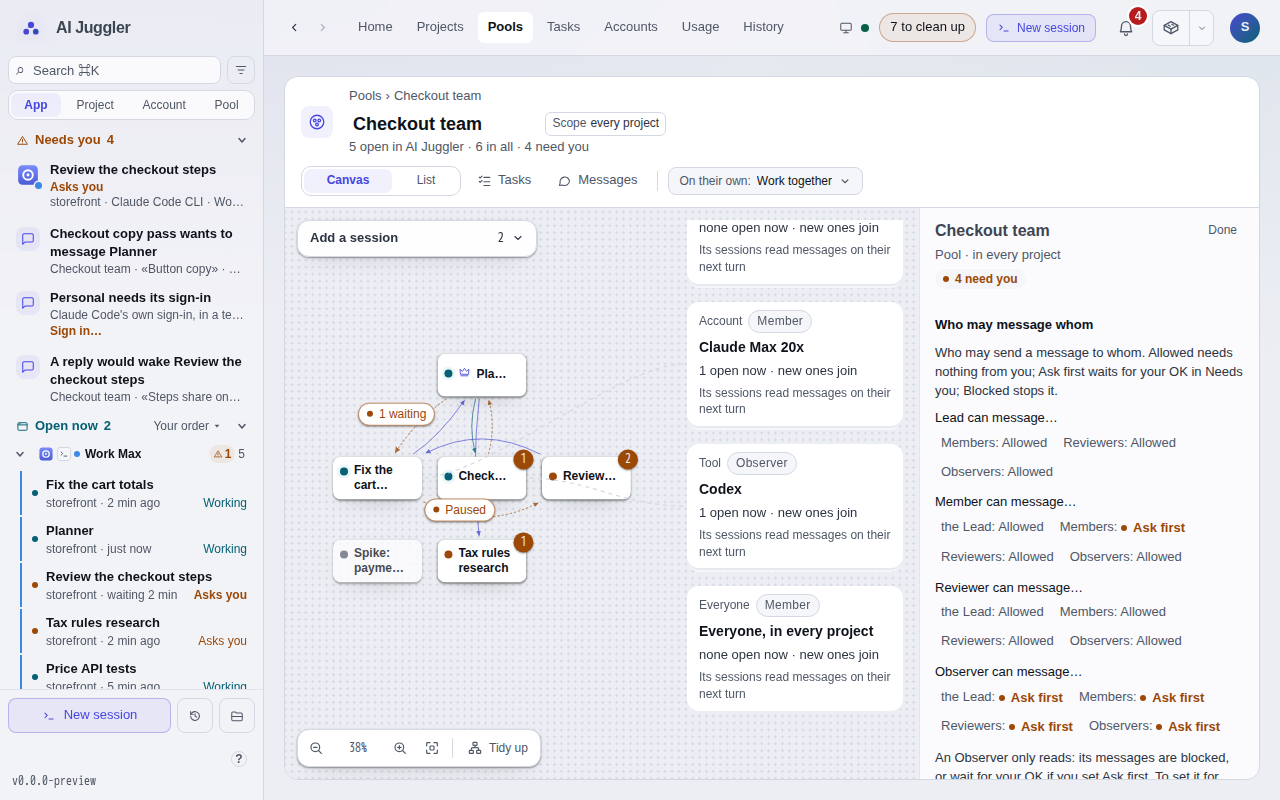 AI Juggler
Search ⌘K
App Project Account Pool
Needs you 4
Review the checkout steps
Asks you
storefront · Claude Code CLI · Wo…
Checkout copy pass wants to
message Planner
Checkout team · «Button copy» · …
Personal needs its sign-in
Claude Code's own sign-in, in a te…
Sign in…
A reply would wake Review the
checkout steps
Checkout team · «Steps share on…
Open now 2 Your order
Work Max 1 5
Fix the cart totals
storefront · 2 min ago Working
Planner
storefront · just now Working
Review the checkout steps
storefront · waiting 2 min Asks you
Tax rules research
storefront · 2 min ago Asks you
Price API tests
storefront · 5 min ago Working
New session
?
v0.0.0-preview
Home Projects Pools Tasks Accounts Usage History
7 to clean up
New session
4
S
Pools › Checkout team
Checkout team
Scope every project
5 open in AI Juggler · 6 in all · 4 need you
Canvas List Tasks Messages
On their own: Work together
Add a session 2
Pla…
1 waiting
Fix the
cart…
Check…
1
Review…
2
Paused
Spike:
payme…
Tax rules
research
1
38%
Tidy up
none open now · new ones join
Its sessions read messages on their
next turn
Account Member
Claude Max 20x
1 open now · new ones join
Its sessions read messages on their
next turn
Tool Observer
Codex
1 open now · new ones join
Its sessions read messages on their
next turn
Everyone Member
Everyone, in every project
none open now · new ones join
Its sessions read messages on their
next turn
Checkout team Done
Pool · in every project
4 need you
Who may message whom
Who may send a message to whom. Allowed needs
nothing from you; Ask first waits for your OK in Needs
you; Blocked stops it.
Lead can message…
Members: Allowed Reviewers: Allowed
Observers: Allowed
Member can message…
the Lead: Allowed Members: Ask first
Reviewers: Allowed Observers: Allowed
Reviewer can message…
the Lead: Allowed Members: Allowed
Reviewers: Allowed Observers: Allowed
Observer can message…
the Lead: Ask first Members: Ask first
Reviewers: Ask first Observers: Ask first
An Observer only reads: its messages are blocked,
or wait for your OK if you set Ask first. To set it for